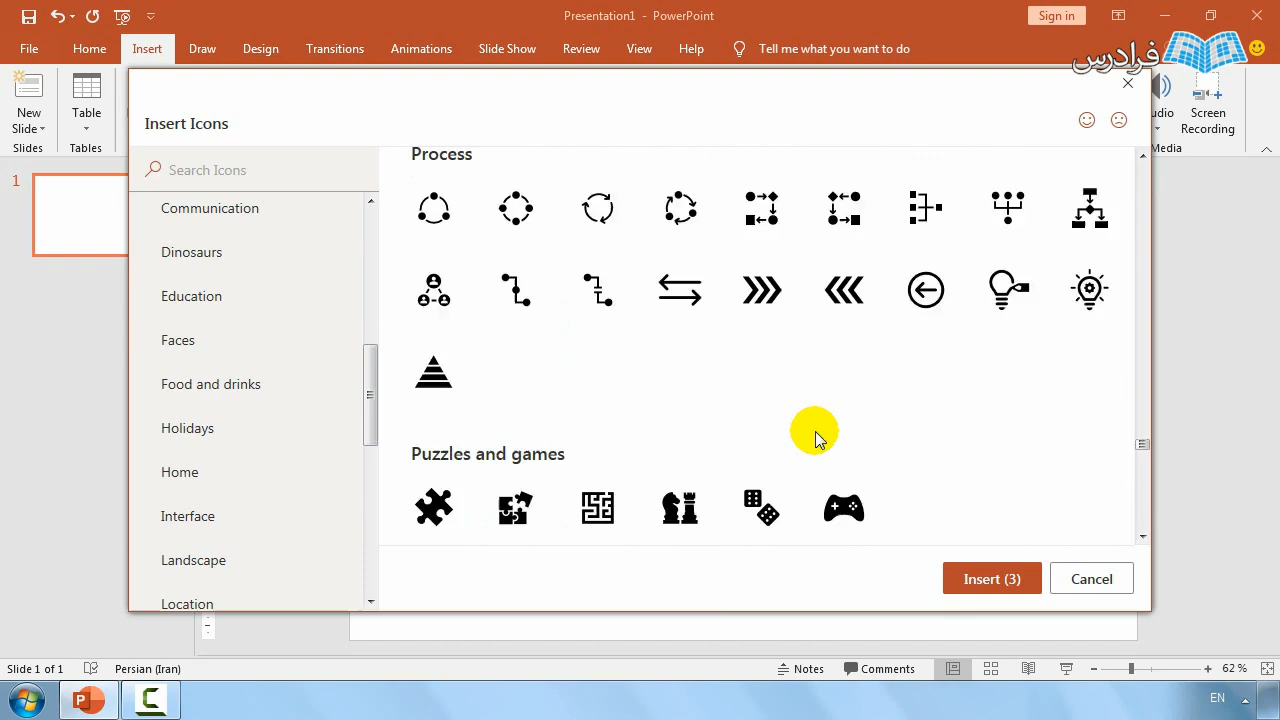 Presentation1 - PowerPoint
Sign in
File
Home
Insert
Draw
Design
Transitions
Animations
Slide Show
Review
View
Help
Tell me what you want to do
فرادرس
New
Slide
Slides
Table
Tables
udio
Screen
Recording
Media
Insert Icons
Search Icons
Communication
Dinosaurs
Education
Faces
Food and drinks
Holidays
Home
Interface
Landscape
Location
Process
Puzzles and games
Insert (3)
Cancel
1
Slide 1 of 1
Persian (Iran)
Notes
Comments
62 %
EN